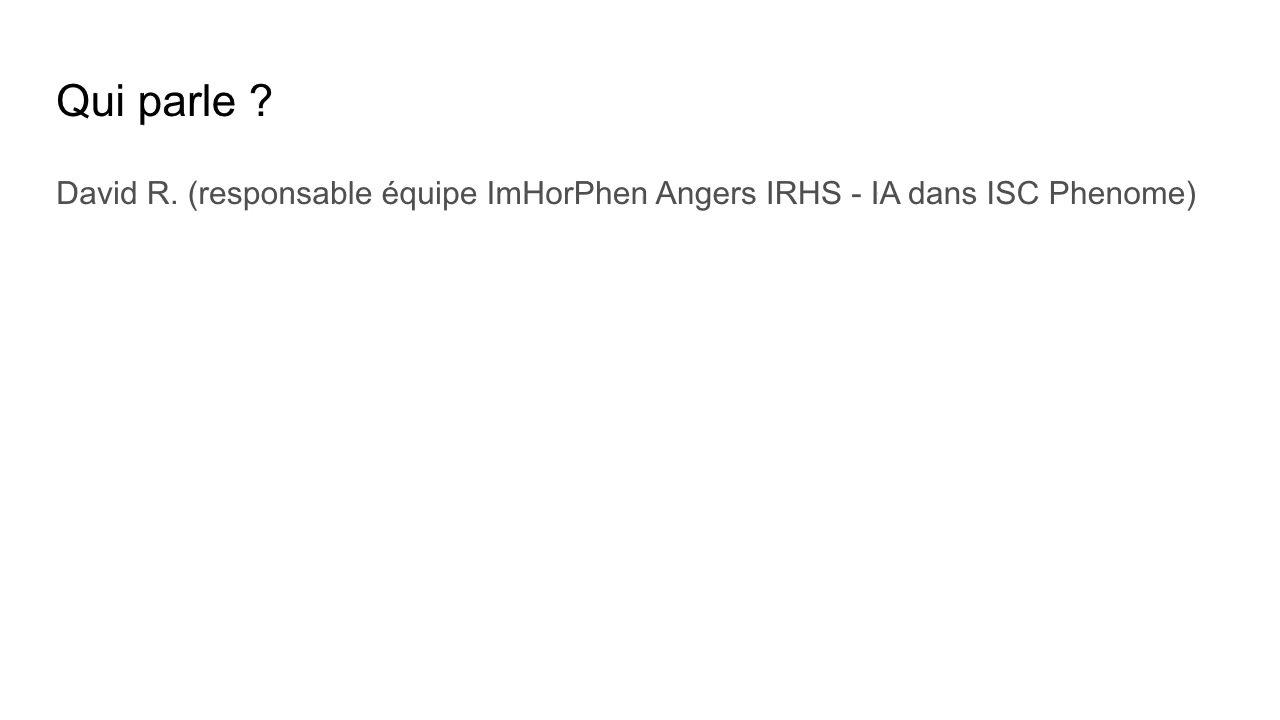 Qui parle ?
David R. (responsable équipe ImHorPhen Angers IRHS - IA dans ISC Phenome)